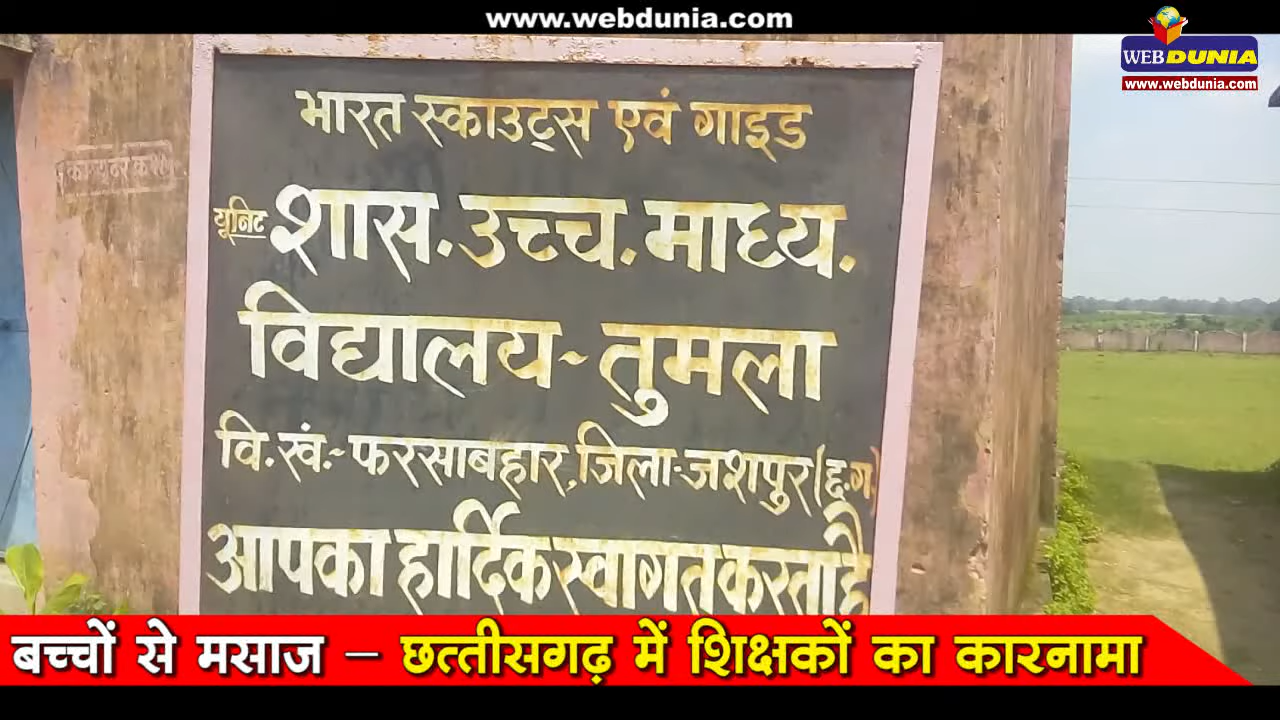 www.webdunia.com
WEBDUNIA
www.webdunia.com
भारत स्काउट्स एवं गाइड
यूनिट शास. उच्च. माध्य.
विद्यालय~ तुमला
वि.खं.~ फरसाबहार, जिला-जशपुर(छ.ग.)
आपका हार्दिक स्वागत करता है
बच्चों से मसाज – छत्तीसगढ़ में शिक्षकों का कारनामा